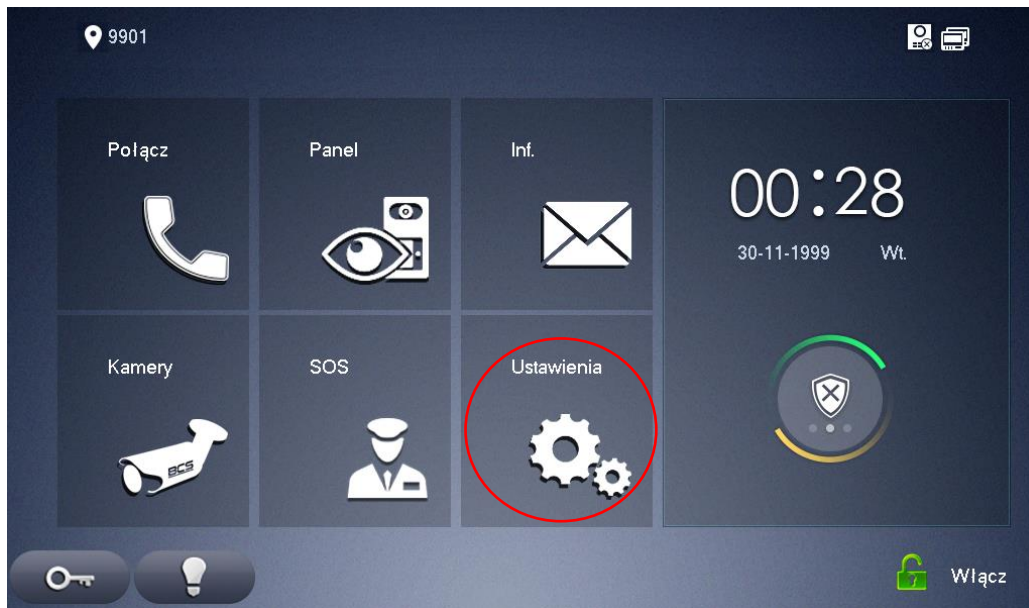 9901
Połącz
Panel
Inf.
00:28
30-11-1999 Wt.
Kamery
SOS
Ustawienia
BCS
Włącz